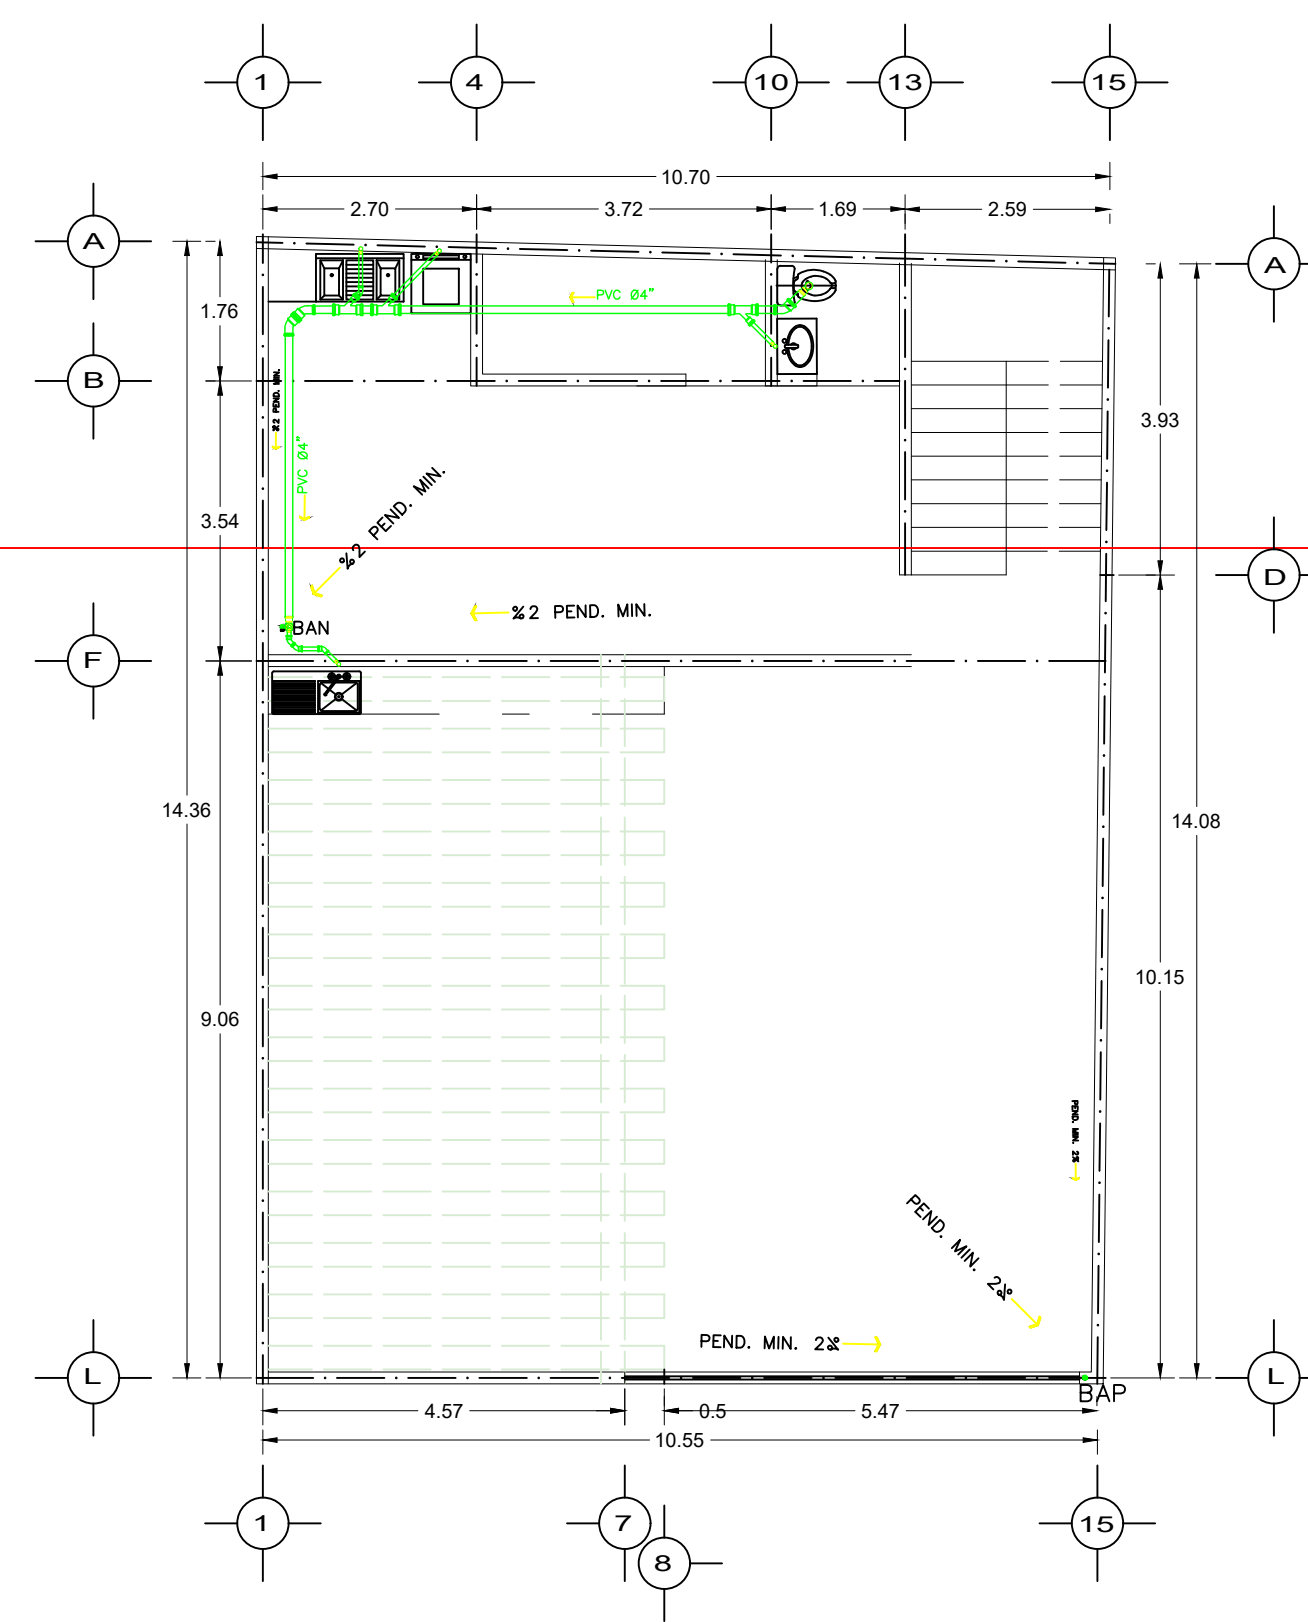 1
4
10
13
15
10.70
2.70
3.72
1.69
2.59
A
A
1.76
PVC Ø4"
B
%2 PEND. MIN.
3.93
PVC Ø4"
%2 PEND. MIN.
3.54
D
%2 PEND. MIN.
BAN
F
14.36
14.08
10.15
9.06
PEND. MIN. 2%
PEND. MIN. 2%
PEND. MIN. 2%
L
L
BAP
4.57
0.5
5.47
10.55
1
7
15
8